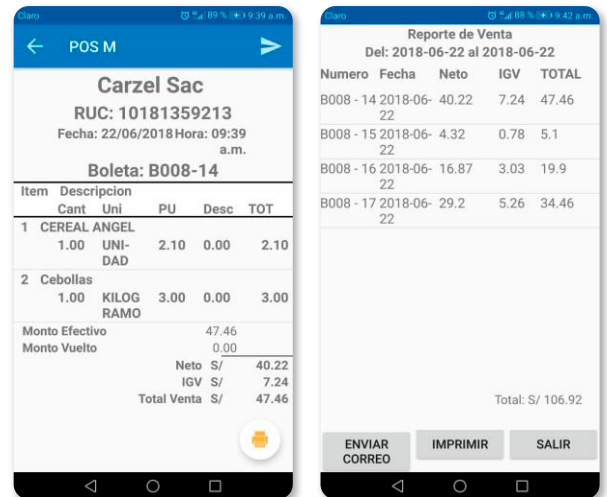 Claro 89 % 9:39 a.m.
POS M
Carzel Sac
RUC: 10181359213
Fecha: 22/06/2018 Hora: 09:39
a.m.
Boleta: B008-14
Item Descripcion
Cant Uni PU Desc TOT
1 CEREAL ANGEL
1.00 UNI- 2.10 0.00 2.10
DAD
2 Cebollas
1.00 KILOG 3.00 0.00 3.00
RAMO
Monto Efectivo 47.46
Monto Vuelto 0.00
Neto S/ 40.22
IGV S/ 7.24
Total Venta S/ 47.46
Claro 88 % 9:42 a.m.
Reporte de Venta
Del: 2018-06-22 al 2018-06-22
Numero Fecha Neto IGV TOTAL
B008 - 14 2018-06- 40.22 7.24 47.46
22
B008 - 15 2018-06- 4.32 0.78 5.1
22
B008 - 16 2018-06- 16.87 3.03 19.9
22
B008 - 17 2018-06- 29.2 5.26 34.46
22
Total: S/ 106.92
ENVIAR
CORREO
IMPRIMIR
SALIR